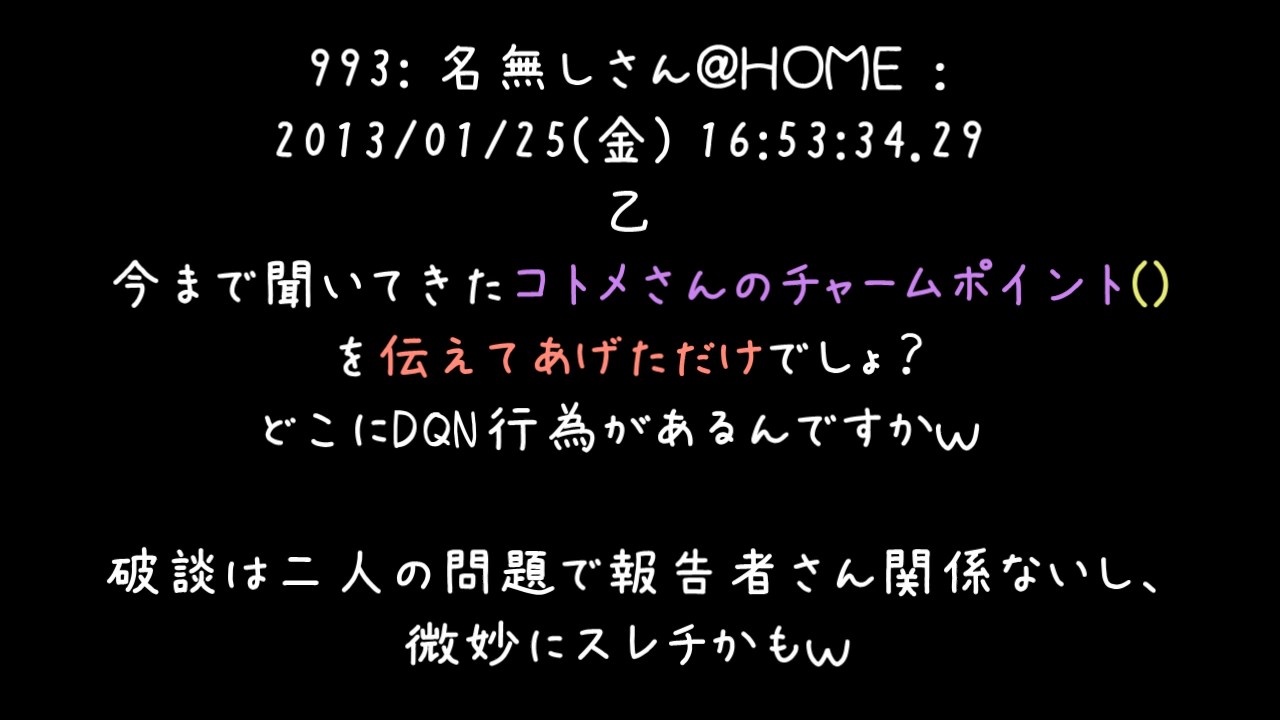 993: 名無しさん@HOME :
2013/01/25(金) 16:53:34.29
乙
今まで聞いてきたコトメさんのチャームポイント()
を伝えてあげただけでしょ?
どこにDQN行為があるんですかw
破談は二人の問題で報告者さん関係ないし、
微妙にスレチかもw